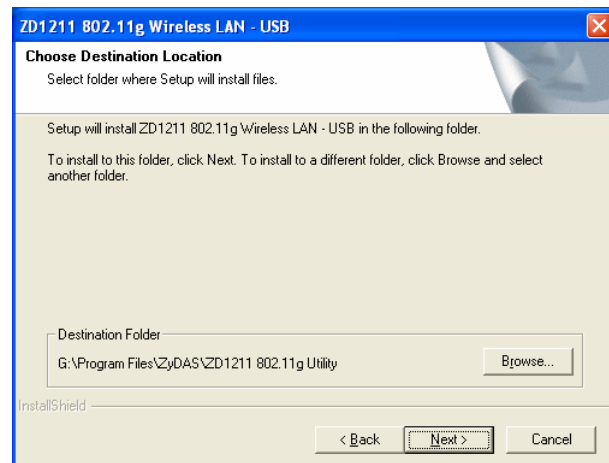 ZD1211 802.11g Wireless LAN - USB
Choose Destination Location
Select folder where Setup will install files.
Setup will install ZD1211 802.11g Wireless LAN - USB in the following folder.
To install to this folder, click Next. To install to a different folder, click Browse and select
another folder.
Destination Folder
G:\Program Files\ZyDAS\ZD1211 802.11g Utility
Browse...
InstallShield
< Back
Next >
Cancel